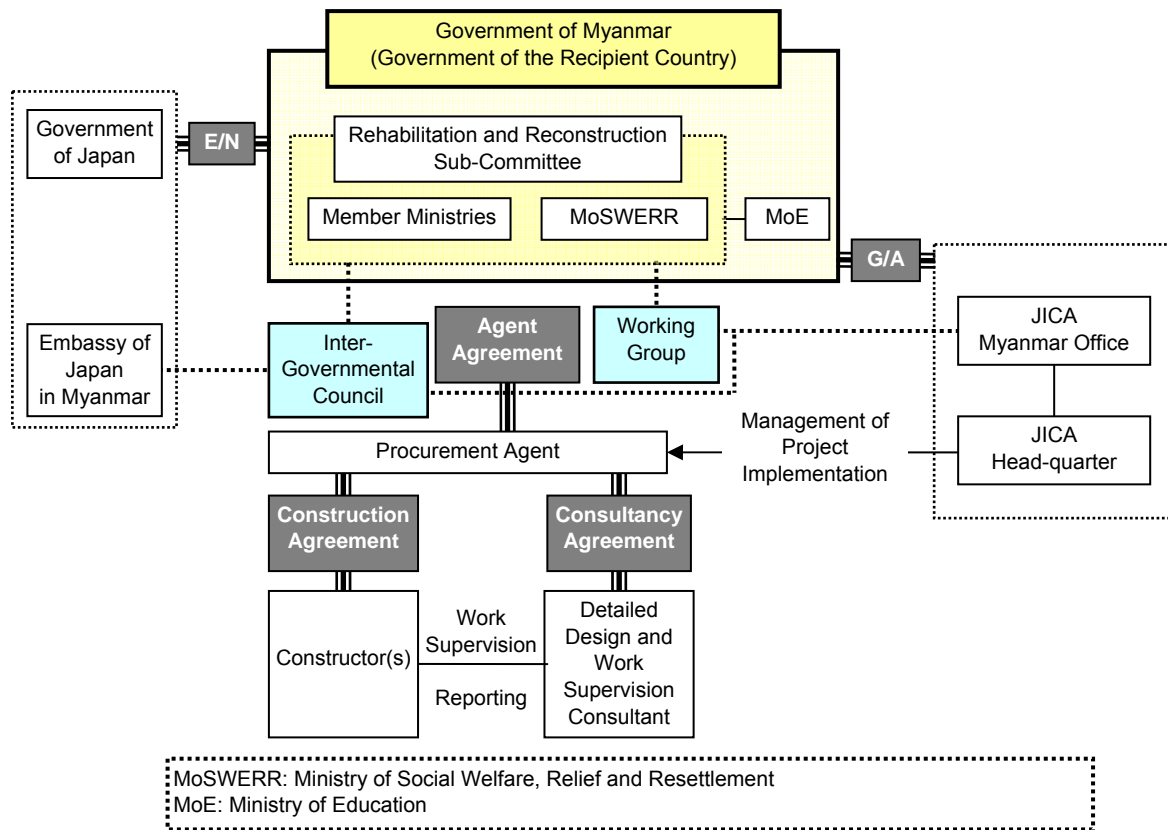 Government of Myanmar
(Government of the Recipient Country)
Government
of Japan
E/N
Rehabilitation and Reconstruction
Sub-Committee
Member Ministries
MoSWERR
MoE
G/A
Embassy of
Japan
in Myanmar
Inter-
Governmental
Council
Agent
Agreement
Working
Group
JICA
Myanmar Office
Procurement Agent
Management of
Project
Implementation
JICA
Head-quarter
Construction
Agreement
Consultancy
Agreement
Constructor(s)
Work
Supervision
Reporting
Detailed
Design and
Work
Supervision
Consultant
MoSWERR: Ministry of Social Welfare, Relief and Resettlement
MoE: Ministry of Education